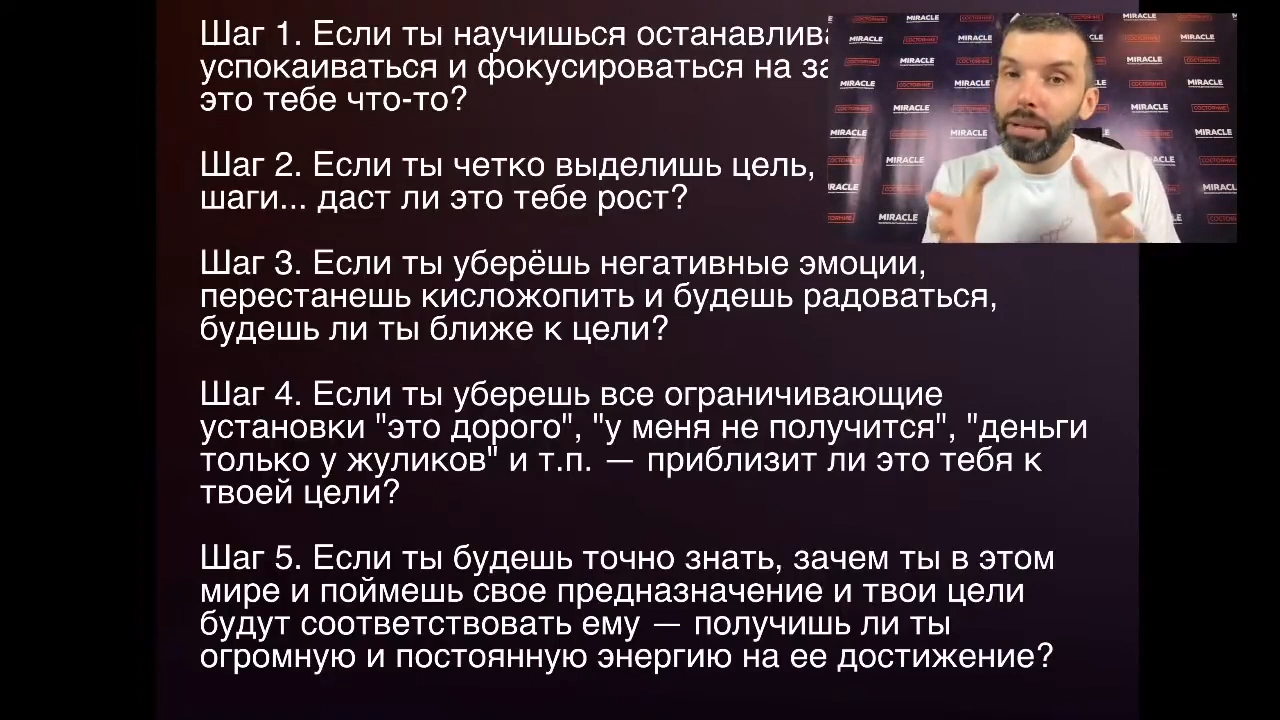 Шаг 1. Если ты научишься
успокаиваться и фокусироваться на
это тебе что-то?
Шаг 2. Если ты четко выделишь цель,
шаги... даст ли это тебе рост?
Шаг 3. Если ты уберёшь негативные эмоции,
перестанешь кисложопить и будешь радоваться,
будешь ли ты ближе к цели?
Шаг 4. Если ты уберешь все ограничивающие
установки "это дорого", "у меня не получится", "деньги
только у жуликов" и т.п. — приблизит ли это тебя к
твоей цели?
Шаг 5. Если ты будешь точно знать, зачем ты в этом
мире и поймешь свое предназначение и твои цели
будут соответствовать ему — получишь ли ты
огромную и постоянную энергию на ее достижение?
MIRACLE
СОСТОЯНИЕ